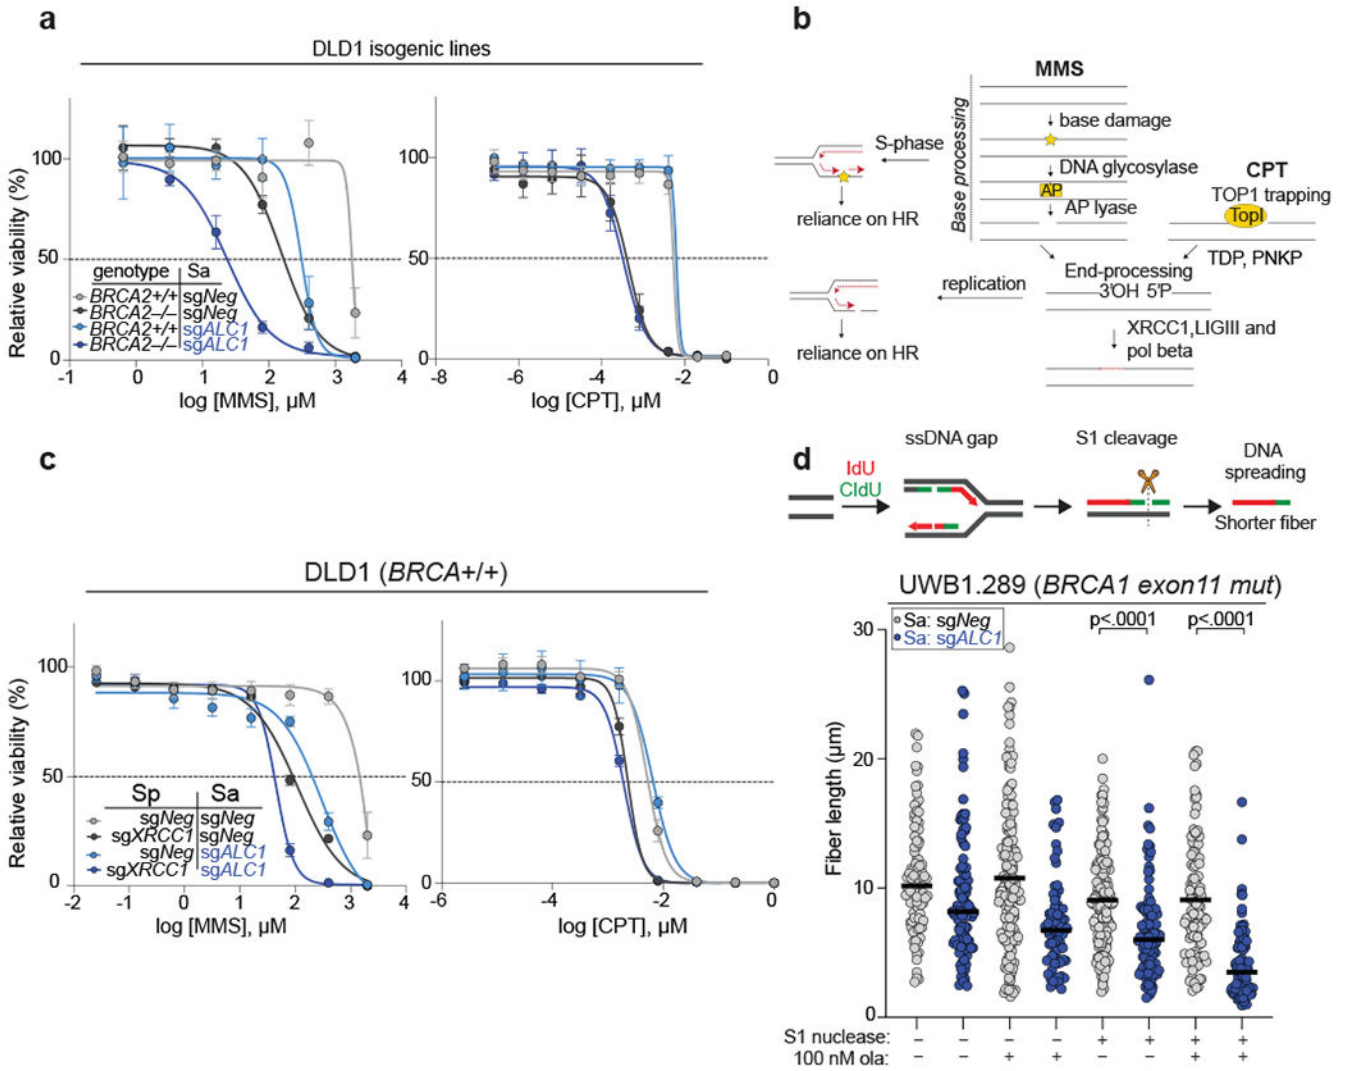 a
DLD1 isogenic lines
Relative viability (%)
100
50
0
genotype Sa
BRCA2+/+ sgNeg
BRCA2–/– sgNeg
BRCA2+/+ sgALC1
BRCA2–/– sgALC1
-1 0 1 2 3 4
log [MMS], µM
100
50
0
-8 -6 -4 -2 0
log [CPT], µM
b
MMS
Base processing
base damage
S-phase
DNA glycosylase
AP
AP lyase
reliance on HR
CPT
TOP1 trapping
TopI
TDP, PNKP
End-processing
3'OH 5'P
replication
XRCC1,LIGIII and
pol beta
reliance on HR
c
DLD1 (BRCA+/+)
Relative viability (%)
100
50
0
Sp Sa
sgNeg sgNeg
sgXRCC1 sgNeg
sgNeg sgALC1
sgXRCC1 sgALC1
-2 -1 0 1 2 3 4
log [MMS], µM
100
50
0
-6 -4 -2 0
log [CPT], µM
d
IdU
CldU
ssDNA gap
S1 cleavage
DNA
spreading
Shorter fiber
UWB1.289 (BRCA1 exon11 mut)
Sa: sgNeg
Sa: sgALC1
p<.0001 p<.0001
Fiber length (µm)
30
20
10
0
S1 nuclease: – – – – + + + +
100 nM ola: – – + + – – + +